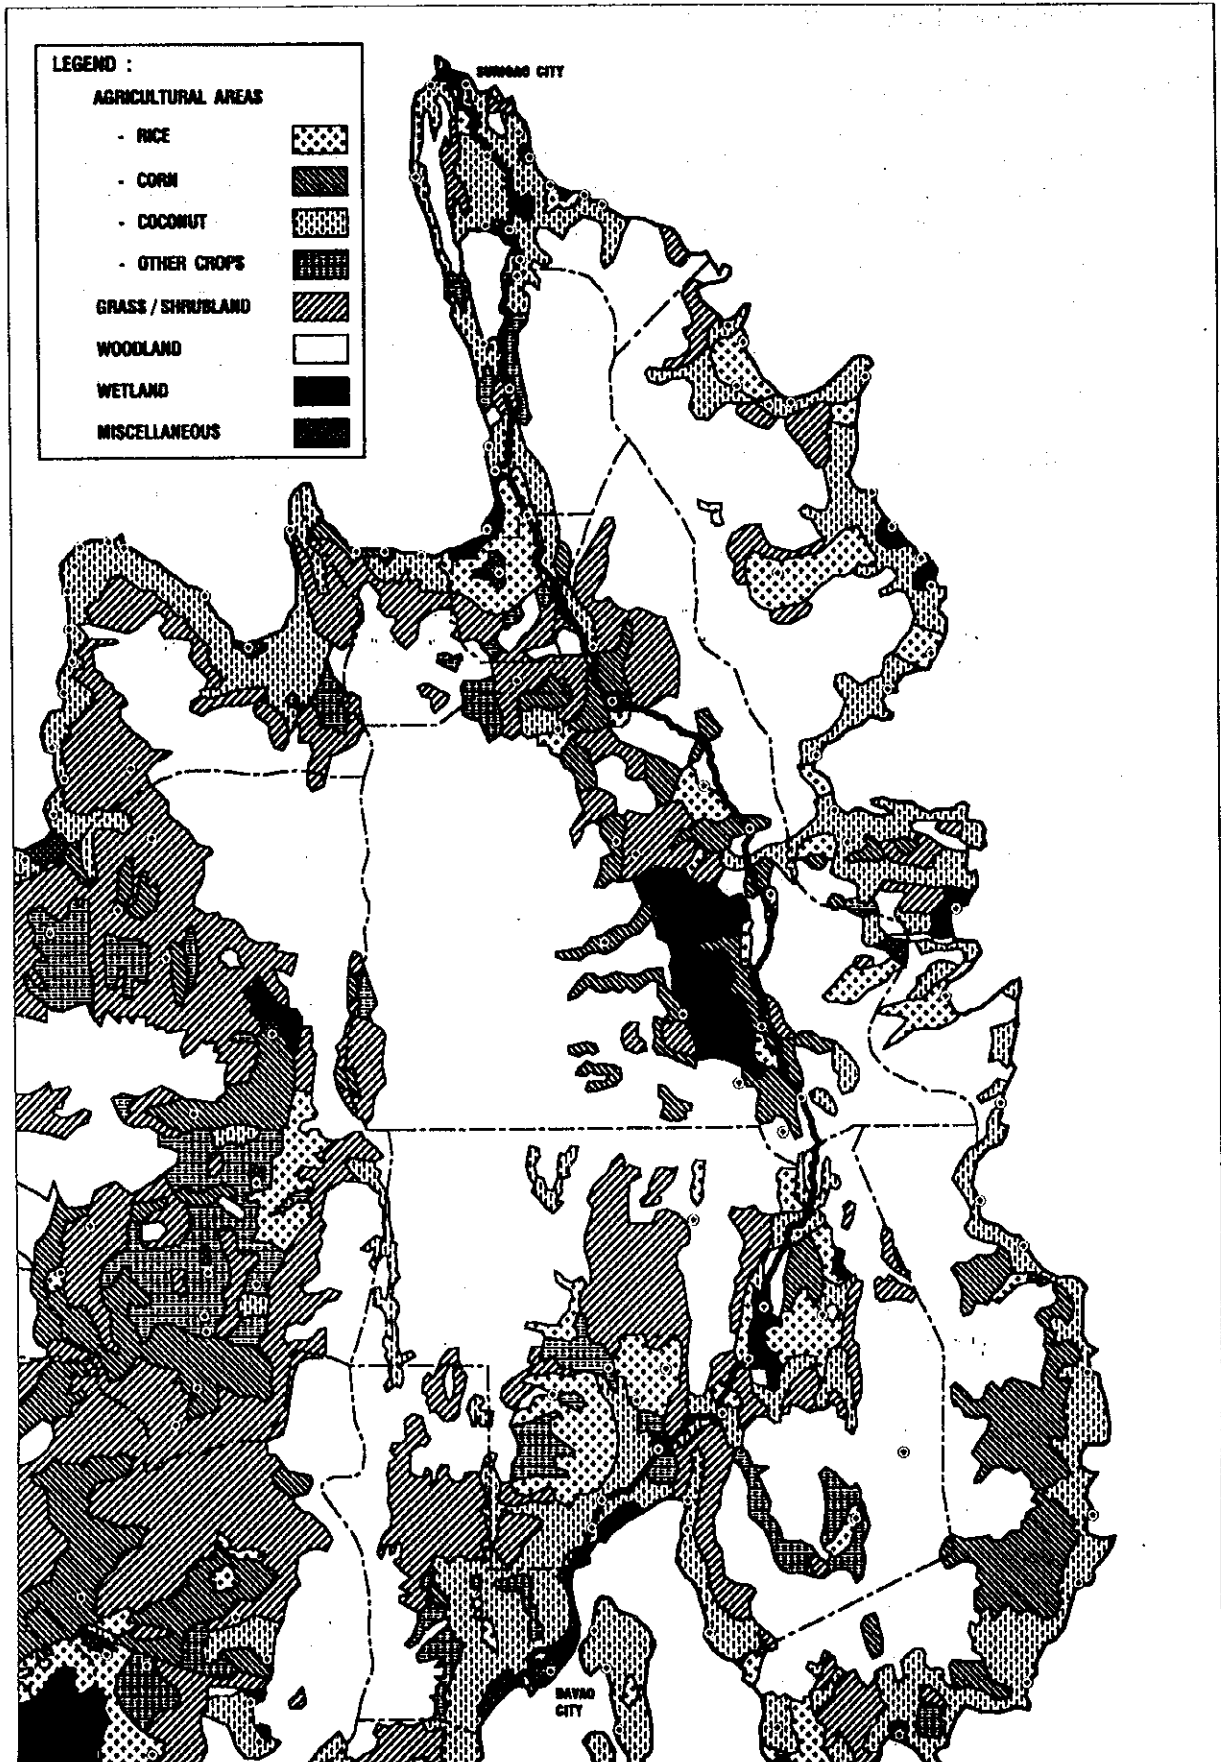 LEGEND :
AGRICULTURAL AREAS
- RICE
- CORN
- COCONUT
- OTHER CROPS
GRASS / SHRUBLAND
WOODLAND
WETLAND
MISCELLANEOUS
SURIGAO CITY
DAVAO
CITY